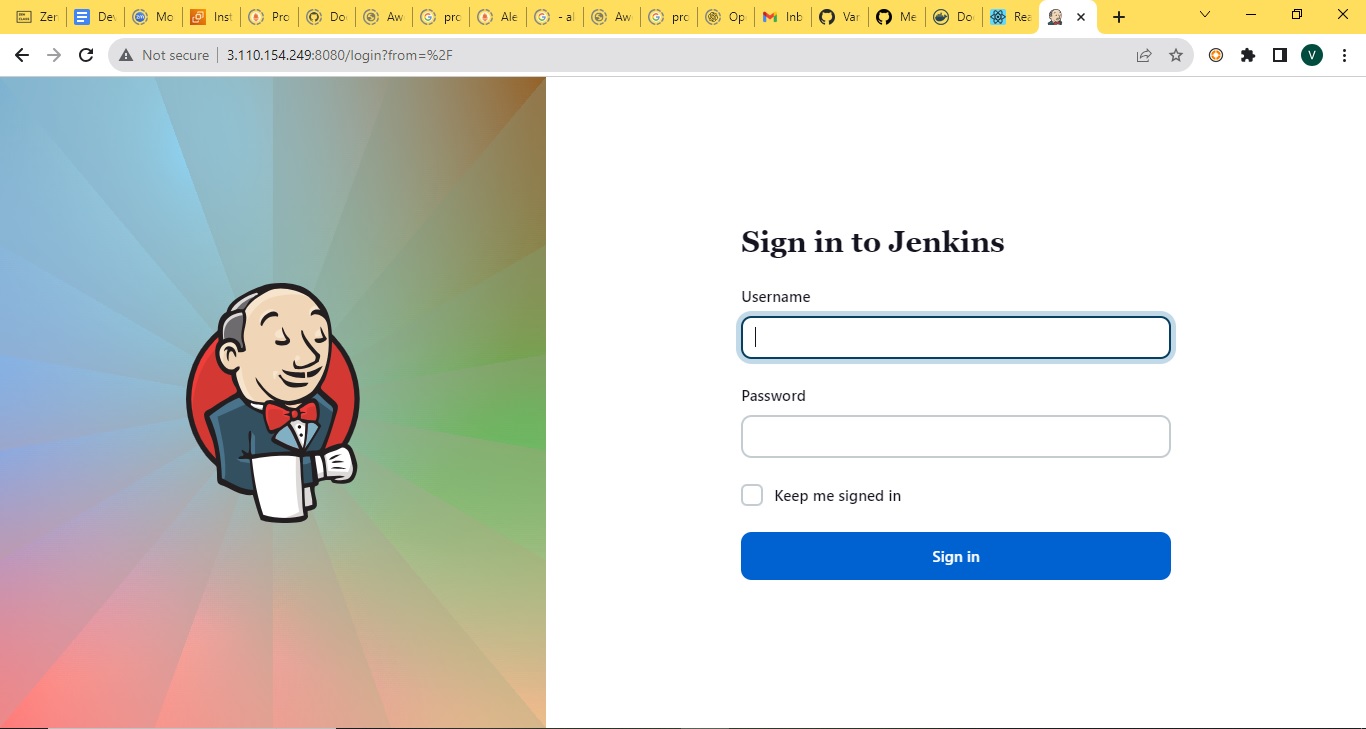 Zer Dev Mo Inst Pro Do Aw pro Ale - al Aw pro Op Inb Var Me Do Rea
Not secure 3.110.154.249:8080/login?from=%2F
V
Sign in to Jenkins
Username
Password
Keep me signed in
Sign in